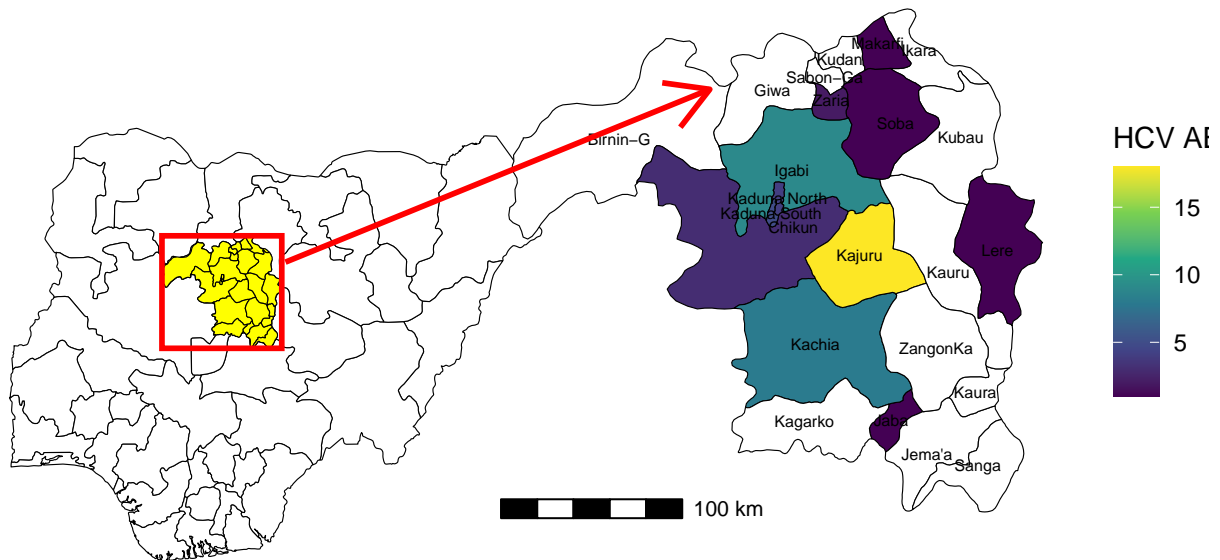 Makarfi
Ikara
Kudan
Sabon−Ga
Giwa
Zaria
Soba
Kubau
Birnin−G
Igabi
Kaduna North
Kaduna South
Chikun
Kajuru
Lere
Kauru
Kachia
ZangonKa
Kaura
Kagarko
Jaba
Jema'a
Sanga
100 km
HCV AB
15
10
5